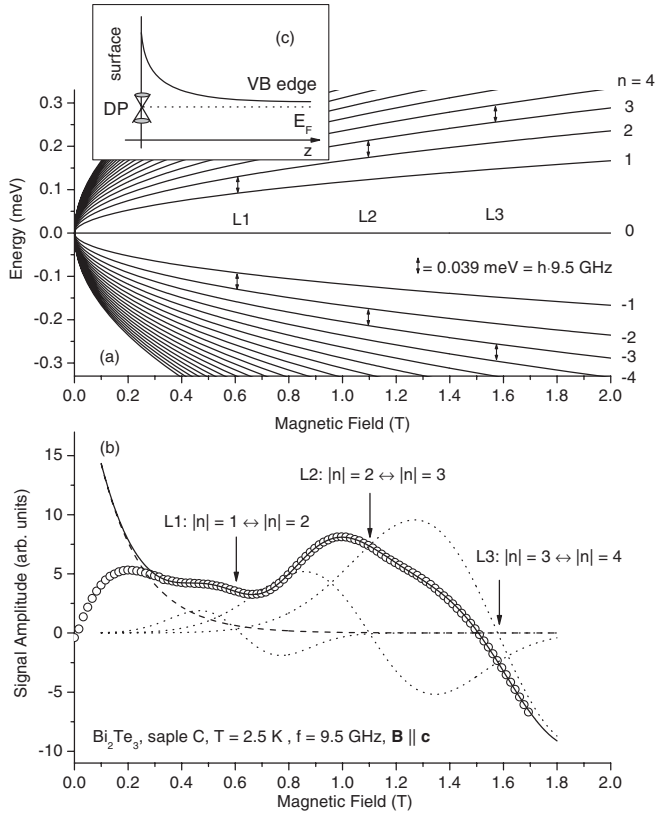 (c)
surface
VB edge
DP
E_F
z
n = 4
3
2
1
0
-1
-2
-3
-4
L1 L2 L3
= 0.039 meV = h·9.5 GHz
(a)
0.3
0.2
0.1
0.0
-0.1
-0.2
-0.3
Energy (meV)
0.0 0.2 0.4 0.6 0.8 1.0 1.2 1.4 1.6 1.8 2.0
Magnetic Field (T)
(b)
L2: |n| = 2 ↔ |n| = 3
L1: |n| = 1 ↔ |n| = 2
L3: |n| = 3 ↔ |n| = 4
15
10
5
0
-5
-10
Signal Amplitude (arb. units)
Bi₂Te₃, saple C, T = 2.5 K , f = 9.5 GHz, B || c
0.0 0.2 0.4 0.6 0.8 1.0 1.2 1.4 1.6 1.8 2.0
Magnetic Field (T)